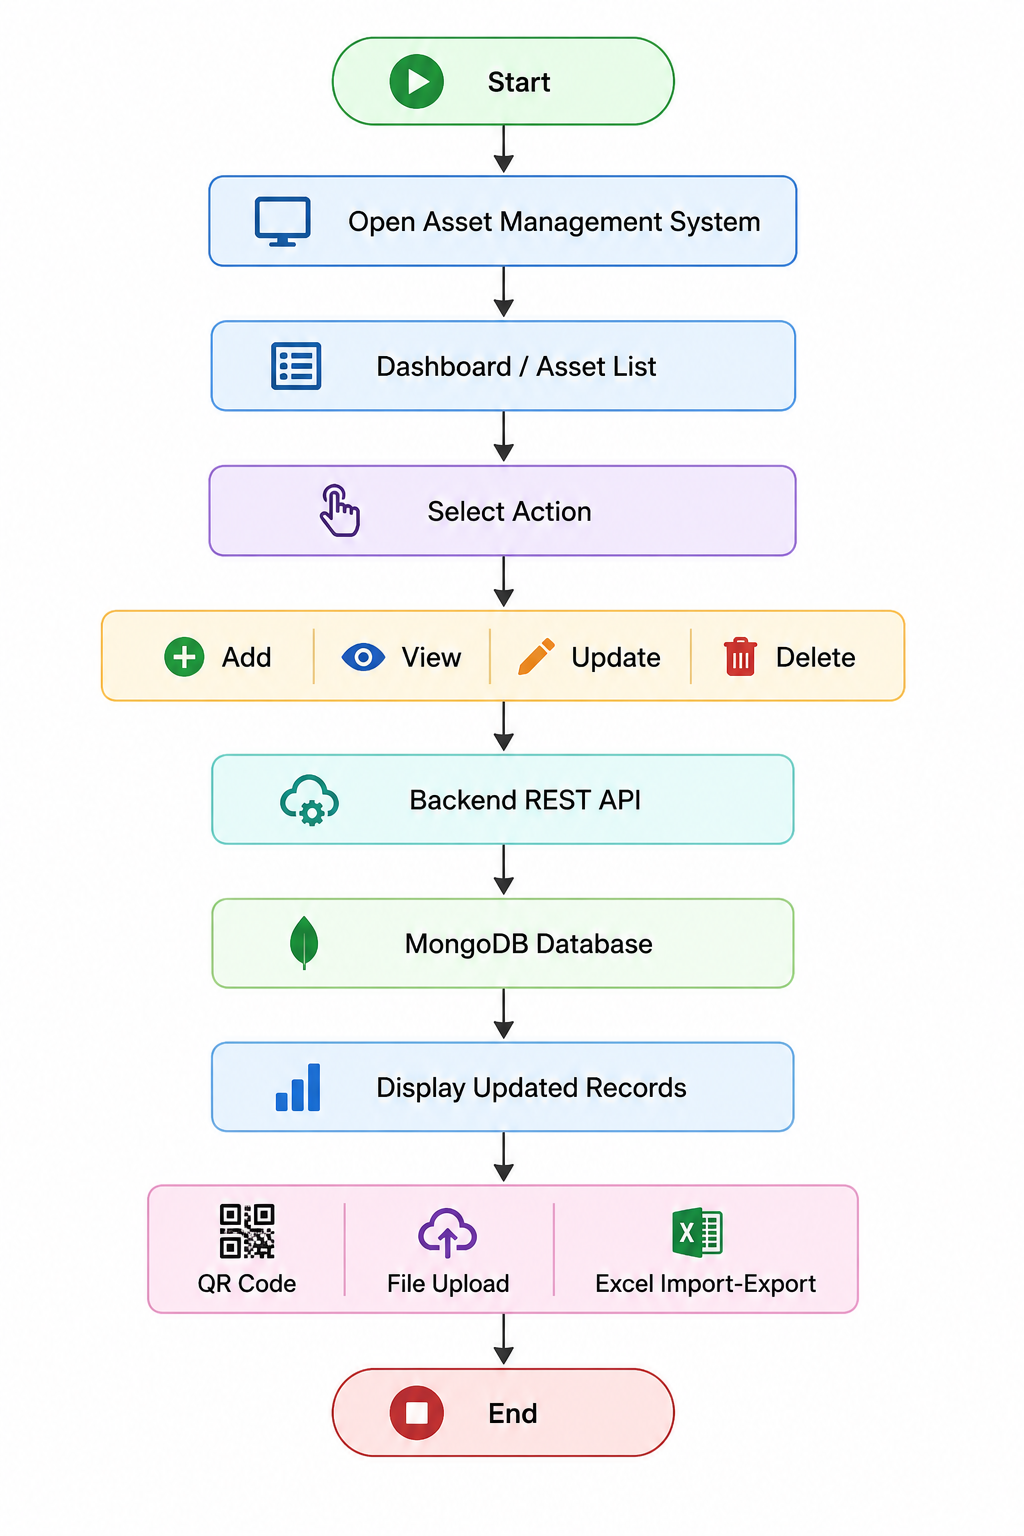 Start
Open Asset Management System
Dashboard / Asset List
Select Action
Add View Update Delete
Backend REST API
MongoDB Database
Display Updated Records
X
QR Code File Upload Excel Import-Export
End